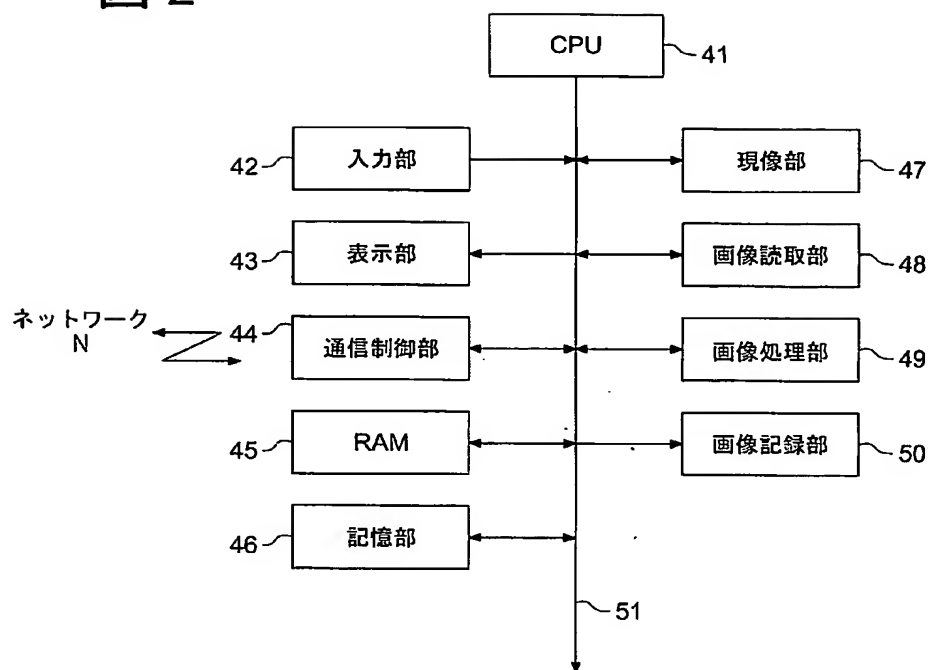 図 2
CPU
41
42
入力部
現像部
47
43
表示部
画像読取部
48
ネットワーク
N
44
通信制御部
画像処理部
49
45
RAM
画像記録部
50
46
記憶部
51